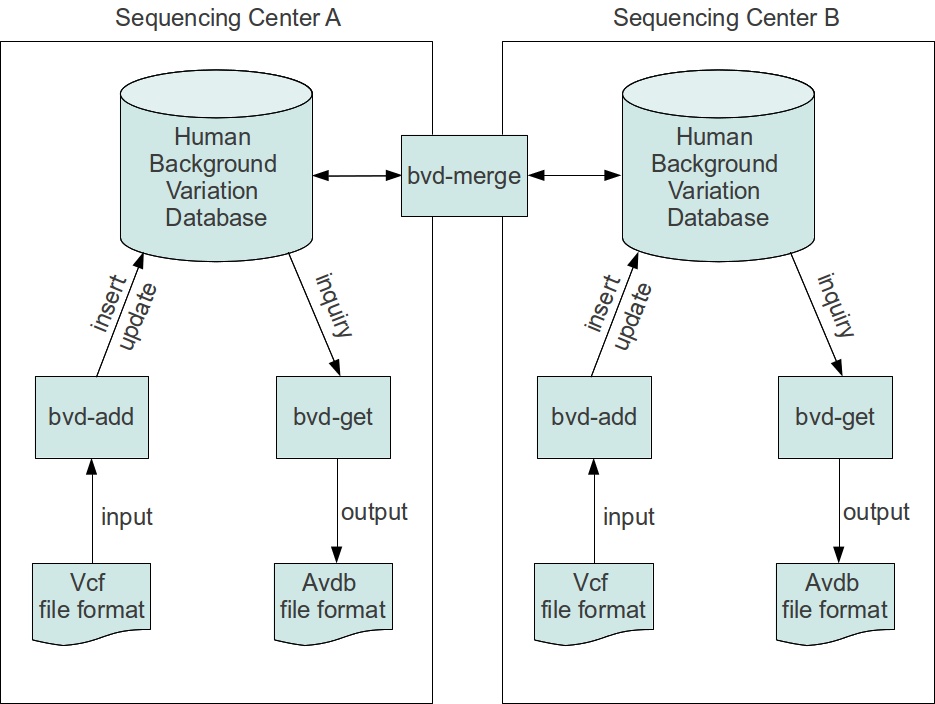 Sequencing Center A
Sequencing Center B
Human
Background
Variation
Database
bvd-merge
Human
Background
Variation
Database
insert
update
inquiry
insert
update
inquiry
bvd-add
bvd-get
bvd-add
bvd-get
input
output
input
output
Vcf
file format
Avdb
file format
Vcf
file format
Avdb
file format